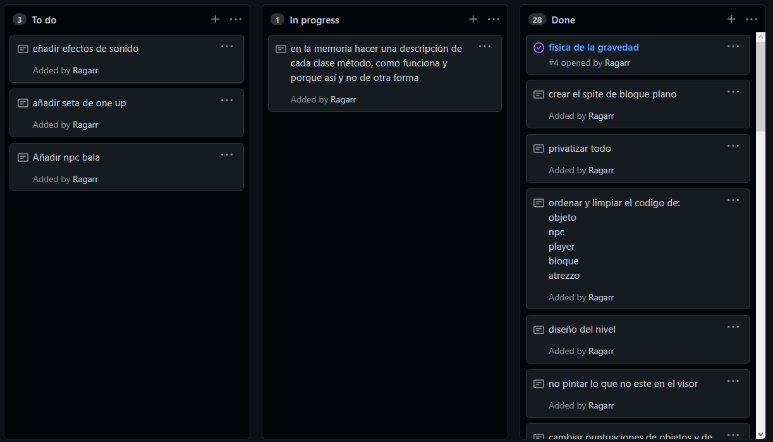 3 To do
eñadir efectos de sonido
Added by Ragarr
añadir seta de one up
Added by Ragarr
Añadir npc bala
Added by Ragarr
1 In progress
en la memoria hacer una descripción de
cada clase método, como funciona y
porque así y no de otra forma
Added by Ragarr
28 Done
fisica de la gravedad
#4 opened by Ragarr
crear el spite de bloque plano
Added by Ragarr
privatizar todo
Added by Ragarr
ordenar y limpiar el codigo de:
objeto
npc
player
bloque
atrezzo
Added by Ragarr
diseño del nivel
Added by Ragarr
no pintar lo que no este en el visor
Added by Ragarr
cambiar puntuaciones de objetos y de